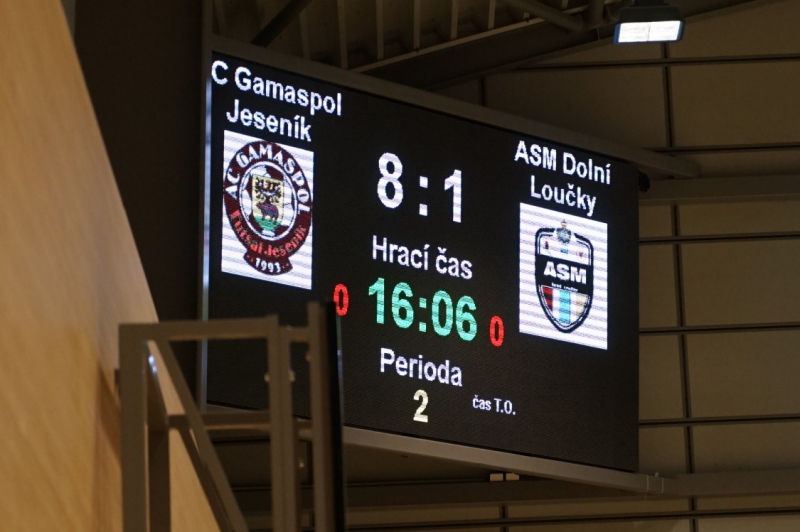 C Gamaspol
Jeseník
AC GAMASPOL
Futsal Jeseník
1993
8 : 1
ASM Dolní
Loučky
ASM
Hrací čas
0 16:06 0
Perioda
2
čas T.O.